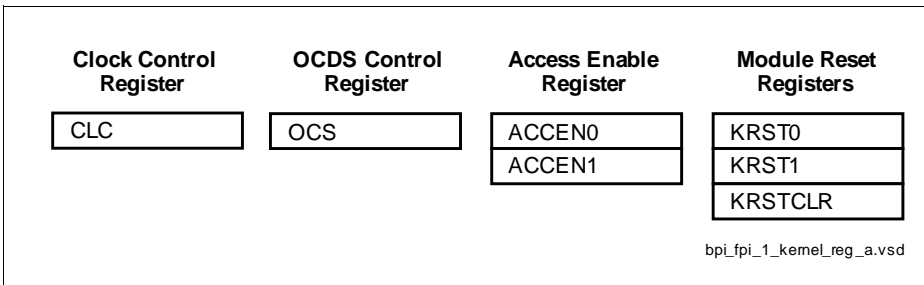 Clock Control
Register
CLC
OCDS Control
Register
OCS
Access Enable
Register
ACCEN0
ACCEN1
Module Reset
Registers
KRST0
KRST1
KRSTCLR
bpi_fpi_1_kernel_reg_a.vsd